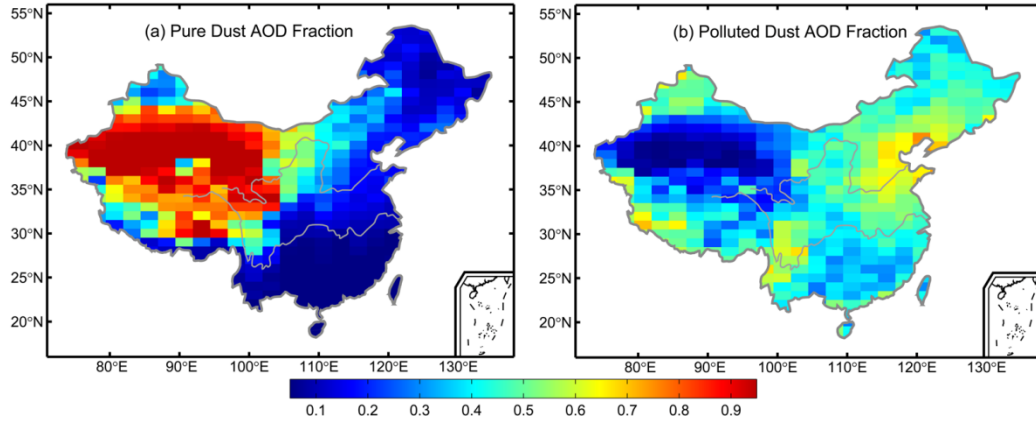 55°N
50°N
45°N
40°N
35°N
30°N
25°N
20°N
(a) Pure Dust AOD Fraction
80°E 90°E 100°E 110°E 120°E 130°E
55°N
50°N
45°N
40°N
35°N
30°N
25°N
20°N
(b) Polluted Dust AOD Fraction
80°E 90°E 100°E 110°E 120°E 130°E
0.1 0.2 0.3 0.4 0.5 0.6 0.7 0.8 0.9